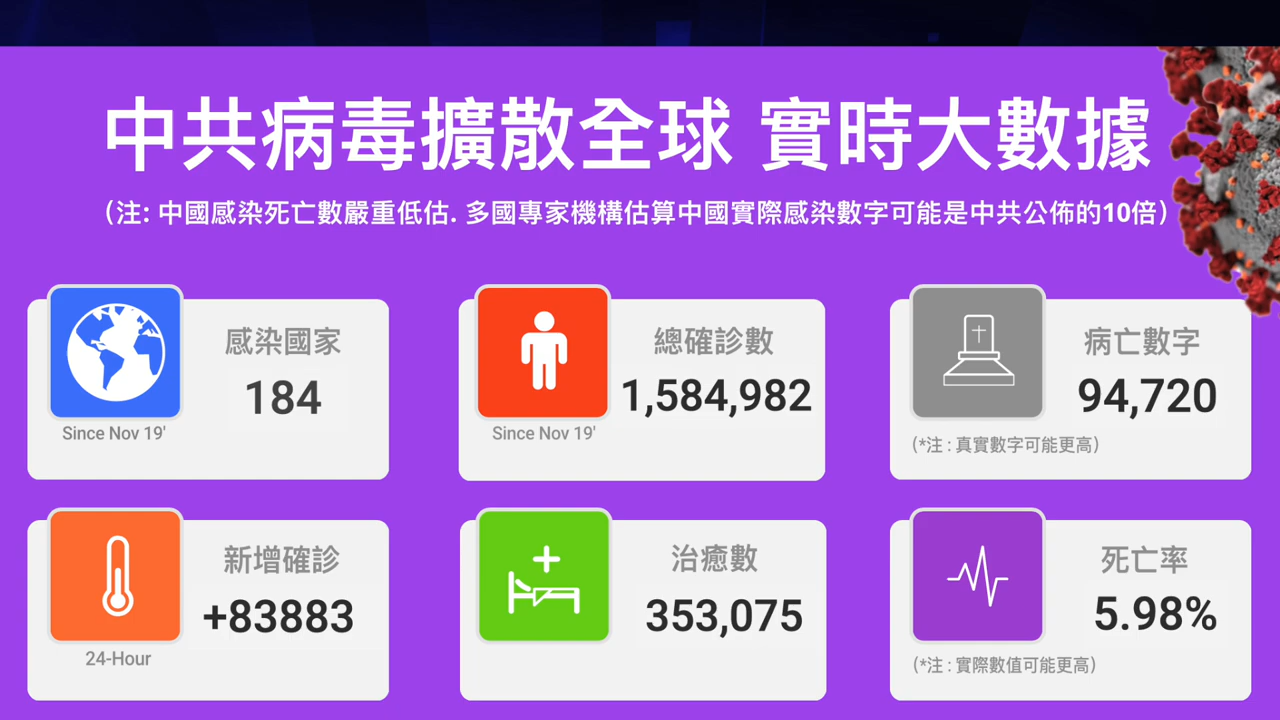 中共病毒擴散全球 實時大數據
（注: 中國感染死亡數嚴重低估. 多國專家機構估算中國實際感染數字可能是中共公佈的10倍）
感染國家
184
Since Nov 19'
總確診數
1,584,982
Since Nov 19'
病亡數字
94,720
(*注 : 真實數字可能更高)
新增確診
+83883
24-Hour
治癒數
353,075
死亡率
5.98%
(*注 : 實際數值可能更高)